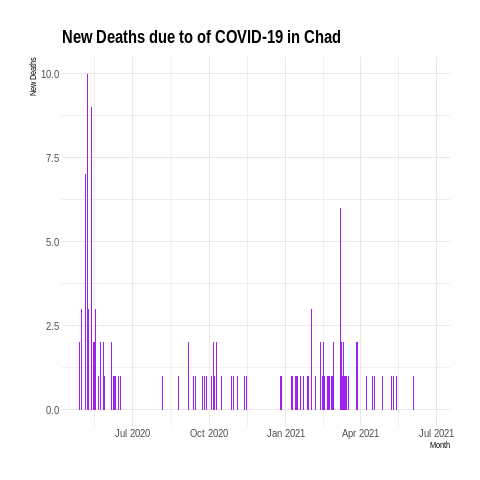 New Deaths due to of COVID-19 in Chad
New Deaths
10.0
7.5
5.0
2.5
0.0
Jul 2020 Oct 2020 Jan 2021 Apr 2021 Jul 2021
Month